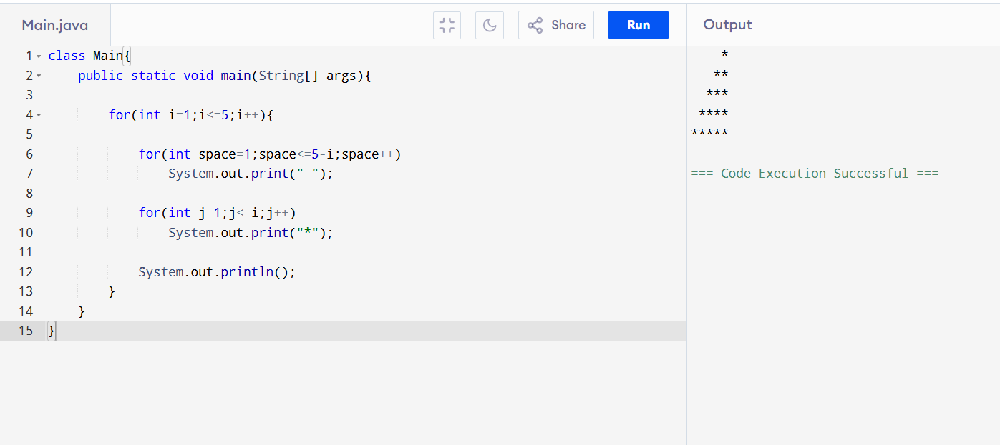 Main.java
Share
Run
Output
1 class Main{
2     public static void main(String[] args){
3
4         for(int i=1;i<=5;i++){
5
6             for(int space=1;space<=5-i;space++)
7                 System.out.print(" ");
8
9             for(int j=1;j<=i;j++)
10                 System.out.print("*");
11
12             System.out.println();
13         }
14     }
15 }
    *
   **
  ***
 ****
*****
=== Code Execution Successful ===